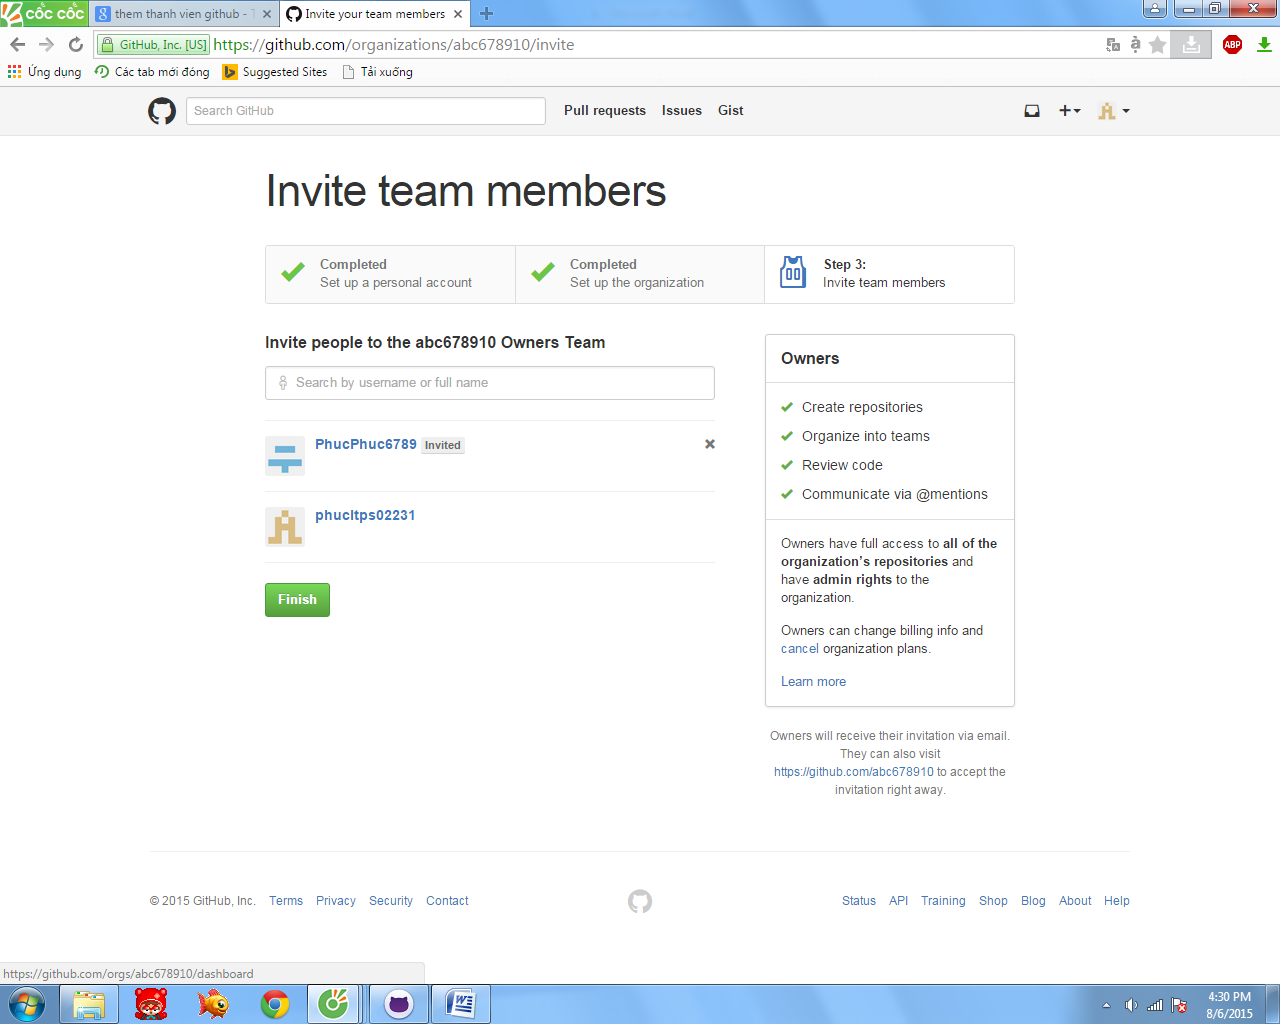 CỐC CỐC
them thanh vien github - T
Invite your team members
GitHub, Inc. [US] https://github.com/organizations/abc678910/invite
ABP
Ứng dụng Các tab mới đóng Suggested Sites Tải xuống
Search GitHub Pull requests Issues Gist
Invite team members
Completed
Set up a personal account
Completed
Set up the organization
Step 3:
Invite team members
Invite people to the abc678910 Owners Team
Search by username or full name
PhucPhuc6789 Invited
phucltps02231
Finish
Owners
Create repositories
Organize into teams
Review code
Communicate via @mentions
Owners have full access to all of the
organization’s repositories and
have admin rights to the
organization.
Owners can change billing info and
cancel organization plans.
Learn more
Owners will receive their invitation via email.
They can also visit
https://github.com/abc678910 to accept the
invitation right away.
© 2015 GitHub, Inc. Terms Privacy Security Contact
Status API Training Shop Blog About Help
https://github.com/orgs/abc678910/dashboard
4:30 PM
8/6/2015